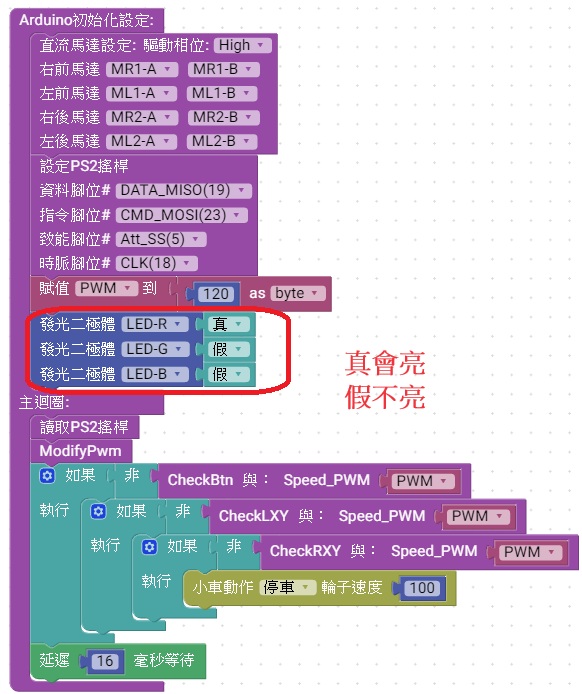 Arduino初始化設定:
直流馬達設定: 驅動相位: High
右前馬達 MR1-A MR1-B
左前馬達 ML1-A ML1-B
右後馬達 MR2-A MR2-B
左後馬達 ML2-A ML2-B
設定PS2搖桿
資料腳位# DATA_MISO(19)
指令腳位# CMD_MOSI(23)
致能腳位# Att_SS(5)
時脈腳位# CLK(18)
賦值 PWM 到 120 as byte
發光二極體 LED-R 真
發光二極體 LED-G 假
發光二極體 LED-B 假
真會亮
假不亮
主迴圈:
讀取PS2搖桿
ModifyPwm
如果 非 CheckBtn 與: Speed_PWM PWM
執行 如果 非 CheckLXY 與: Speed_PWM PWM
執行 如果 非 CheckRXY 與: Speed_PWM PWM
執行 小車動作 停車 輪子速度 100
延遲 16 毫秒等待